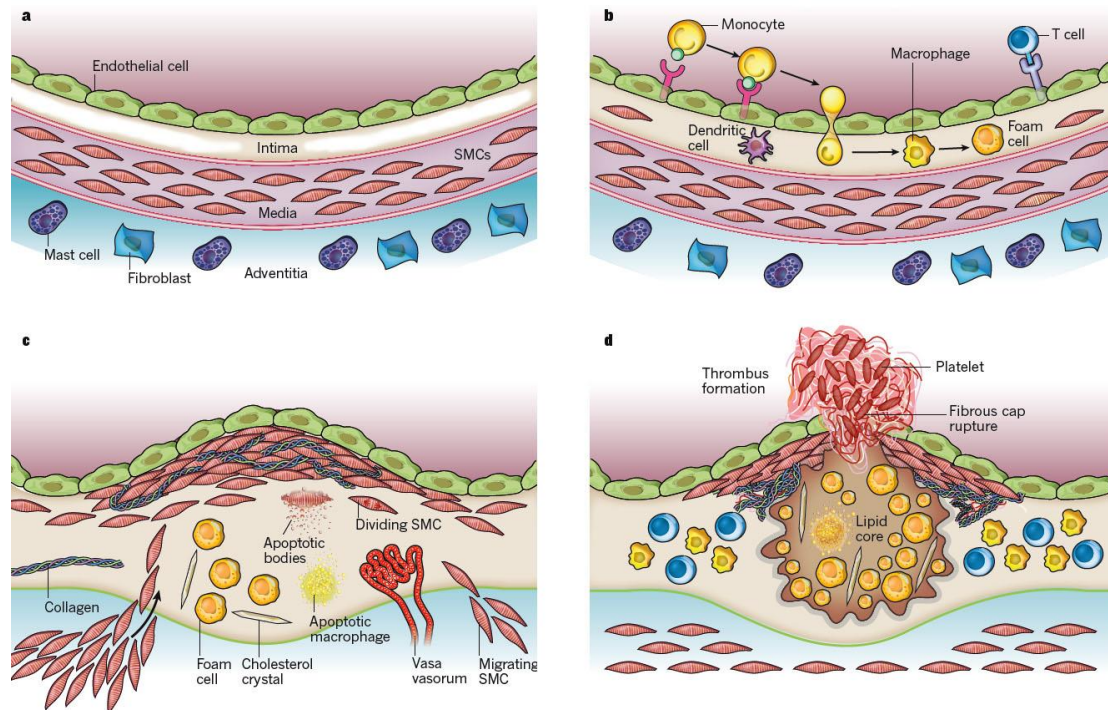 a
Endothelial cell
Intima
SMCs
Media
Mast cell
Fibroblast
Adventitia
b
Monocyte
T cell
Macrophage
Dendritic
cell
Foam
cell
c
Dividing SMC
Apoptotic
bodies
Collagen
Apoptotic
macrophage
Foam
cell
Cholesterol
crystal
Vasa
vasorum
Migrating
SMC
d
Thrombus
formation
Platelet
Fibrous cap
rupture
Lipid
core